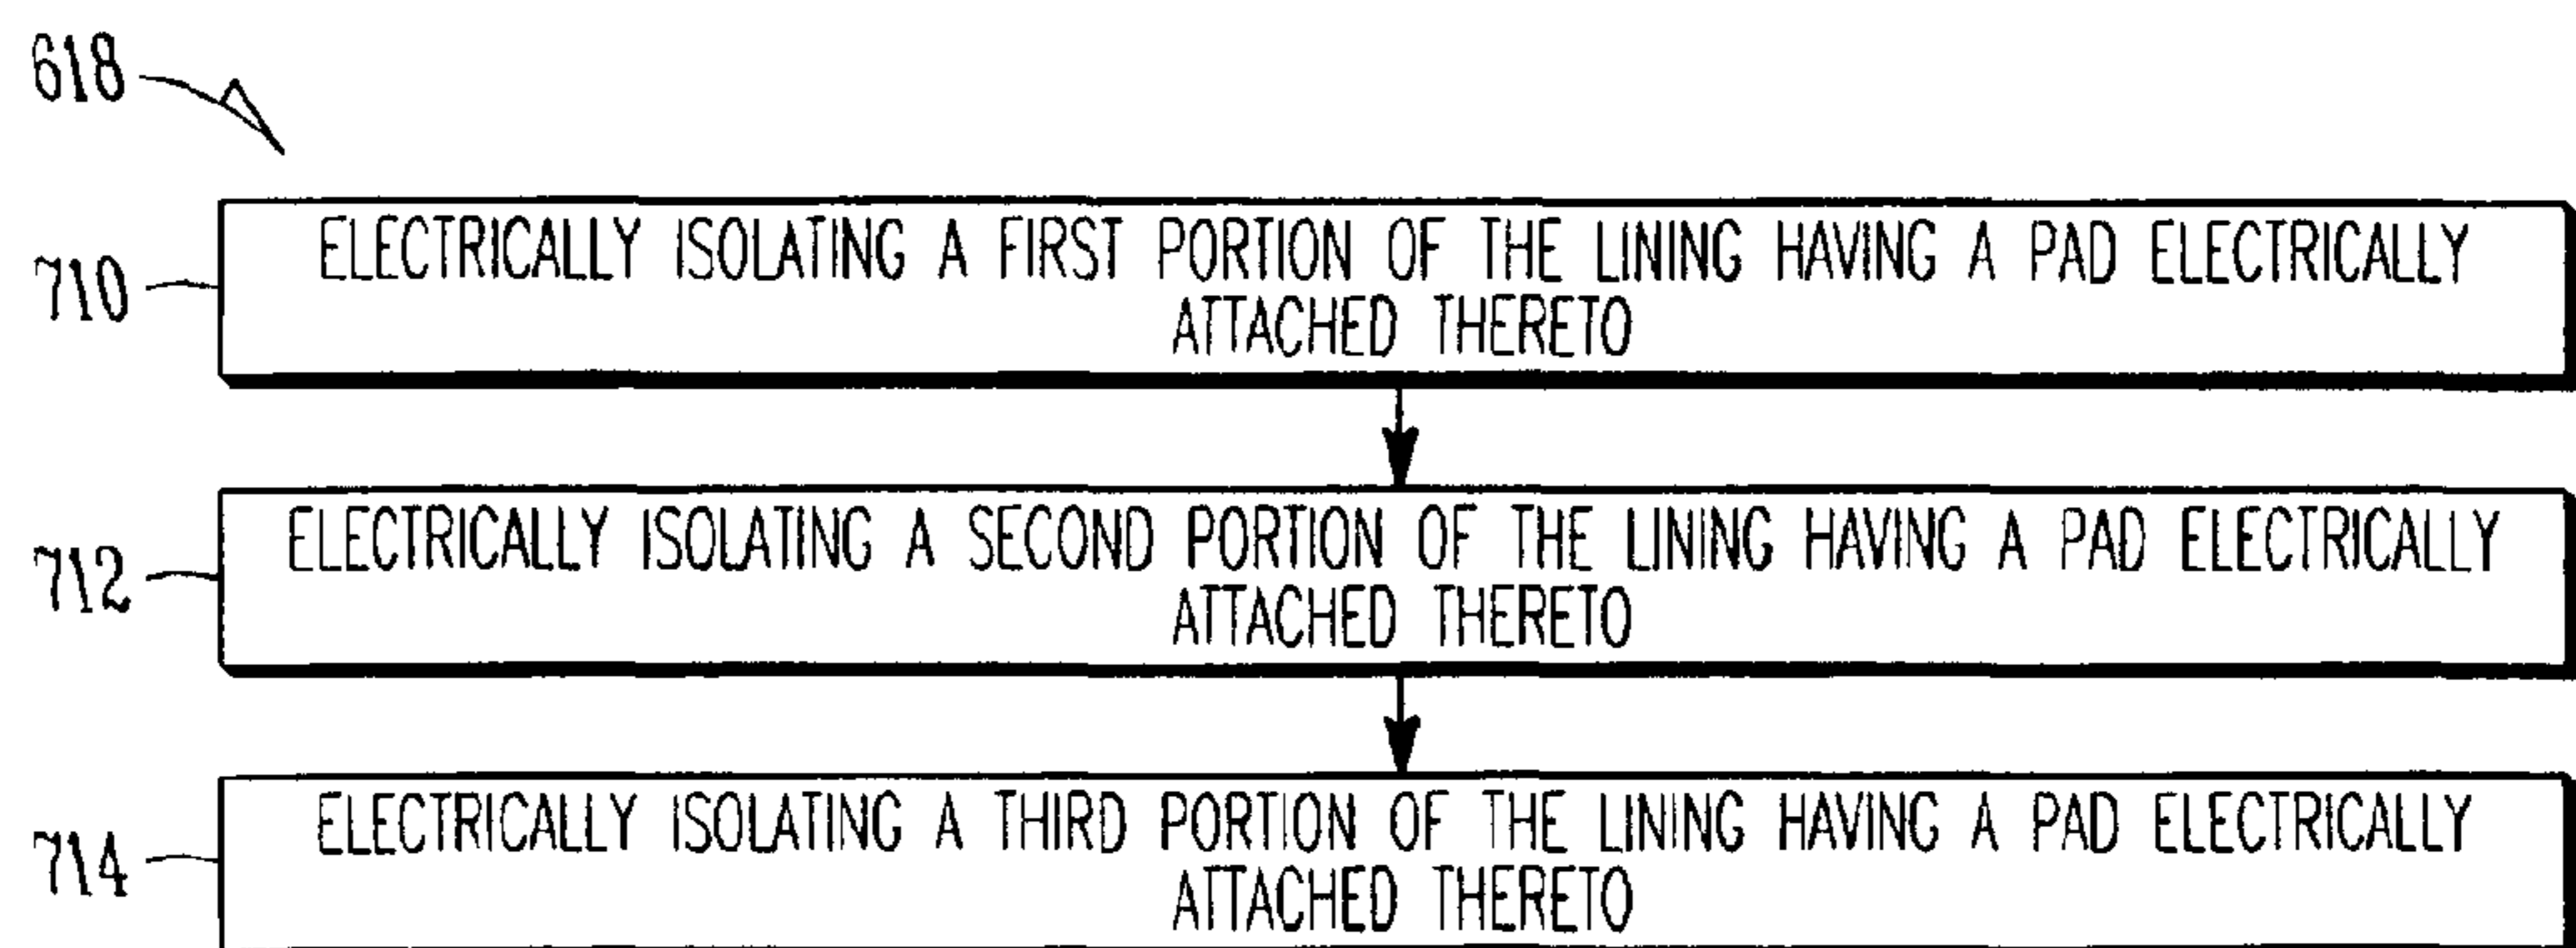 618
710
ELECTRICALLY ISOLATING A FIRST PORTION OF THE LINING HAVING A PAD ELECTRICALLY
ATTACHED THERETO
712
ELECTRICALLY ISOLATING A SECOND PORTION OF THE LINING HAVING A PAD ELECTRICALLY
ATTACHED THERETO
714
ELECTRICALLY ISOLATING A THIRD PORTION OF THE LINING HAVING A PAD ELECTRICALLY
ATTACHED THERETO